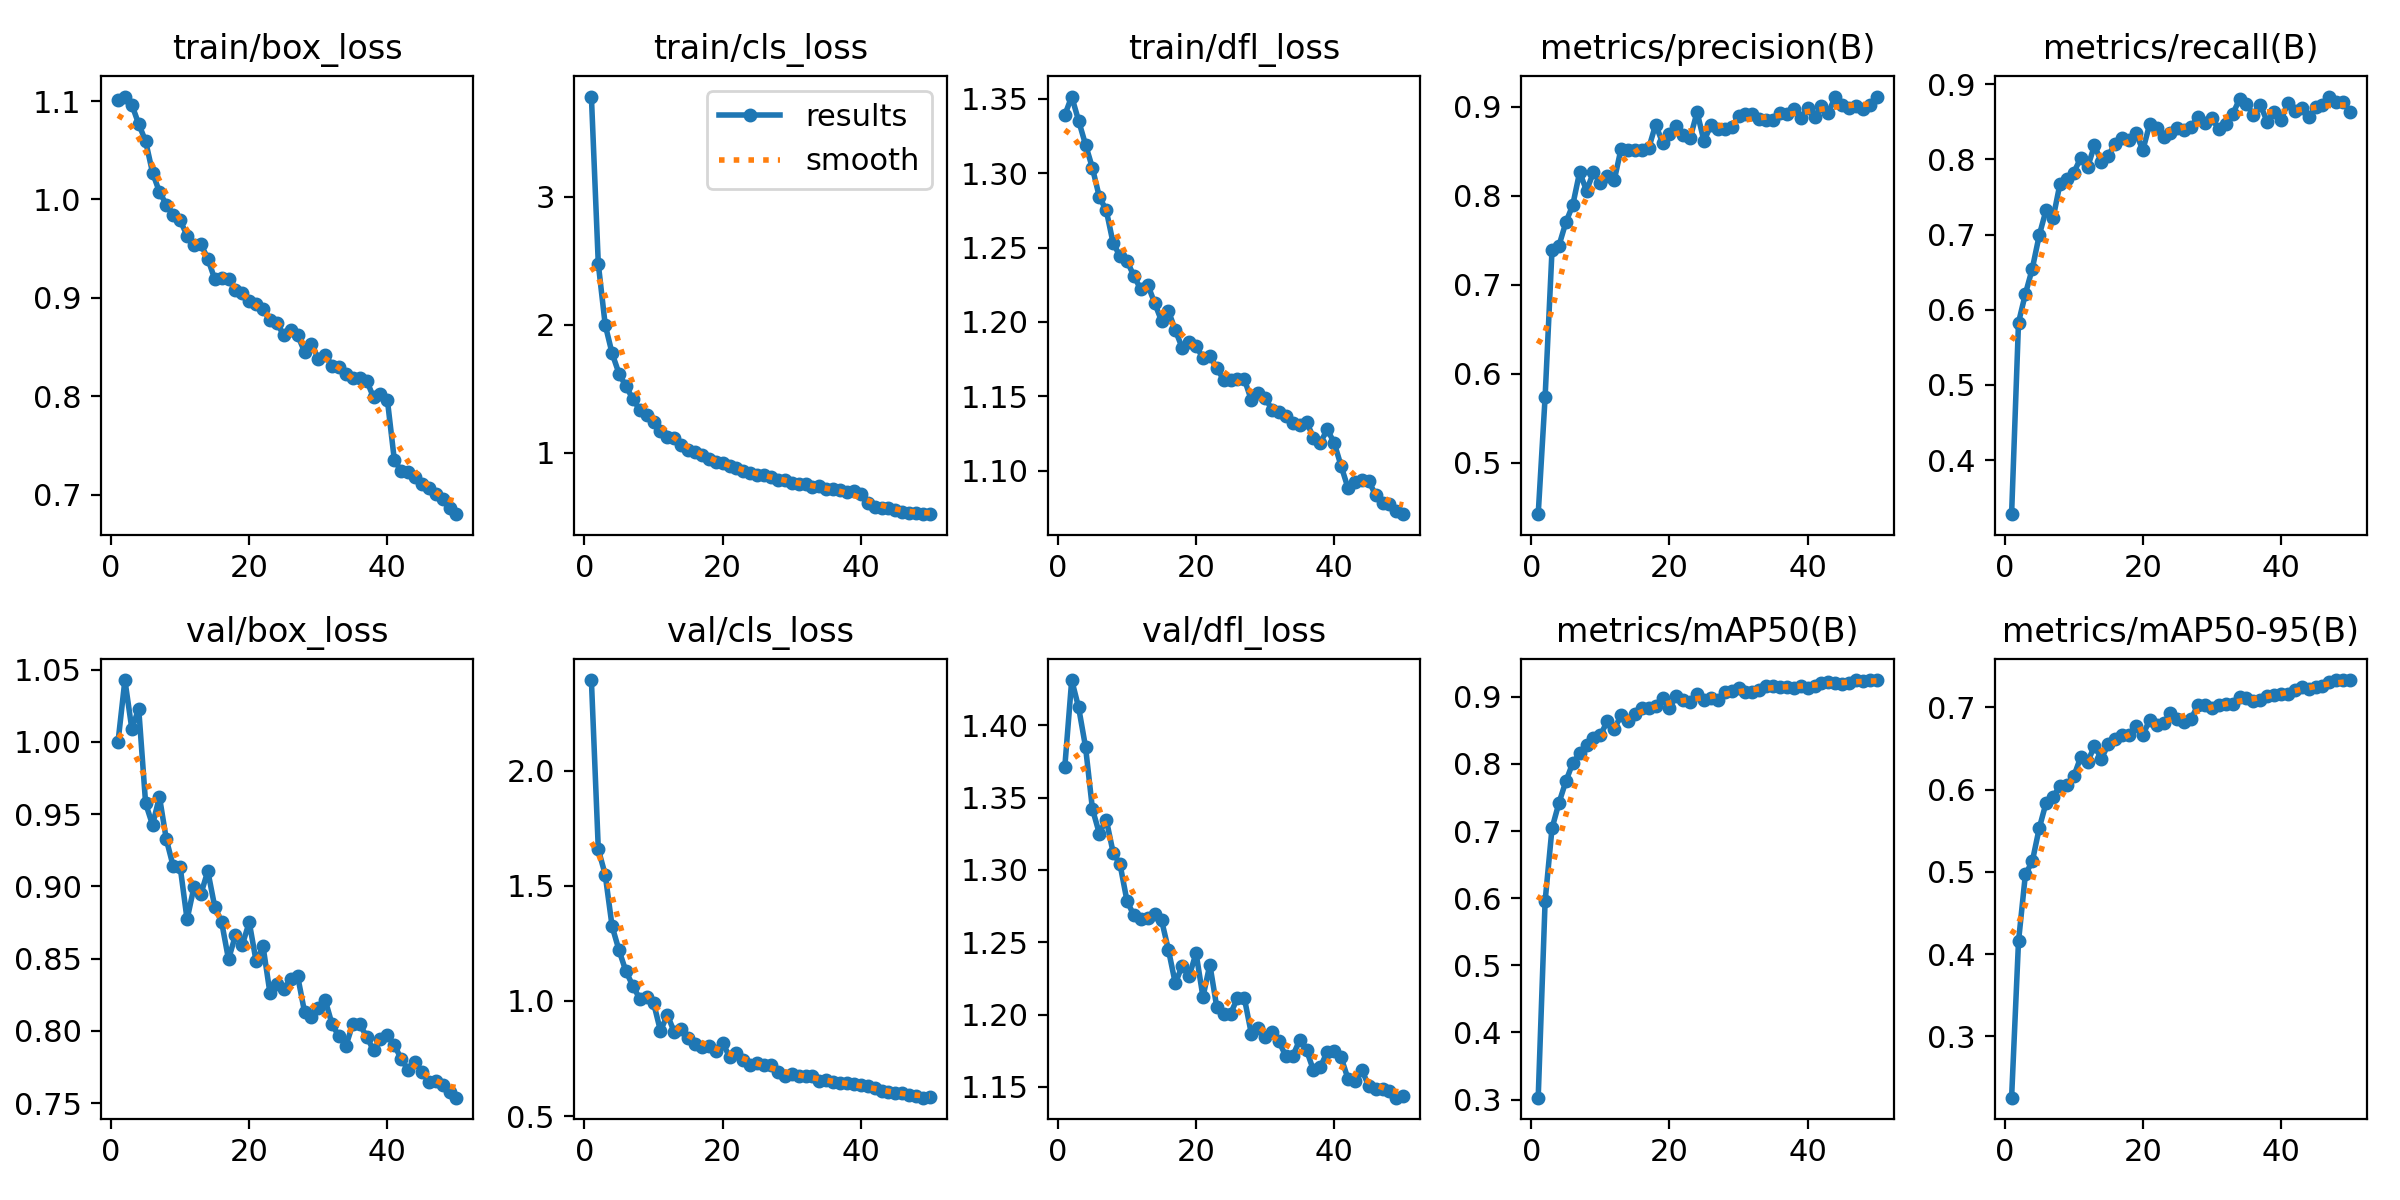 train/box_loss
1.1
1.0
0.9
0.8
0.7
0 20 40
train/cls_loss
results
smooth
3
2
1
0 20 40
train/dfl_loss
1.35
1.30
1.25
1.20
1.15
1.10
0 20 40
metrics/precision(B)
0.9
0.8
0.7
0.6
0.5
0 20 40
metrics/recall(B)
0.9
0.8
0.7
0.6
0.5
0.4
0 20 40
val/box_loss
1.05
1.00
0.95
0.90
0.85
0.80
0.75
0 20 40
val/cls_loss
2.0
1.5
1.0
0.5
0 20 40
val/dfl_loss
1.40
1.35
1.30
1.25
1.20
1.15
0 20 40
metrics/mAP50(B)
0.9
0.8
0.7
0.6
0.5
0.4
0.3
0 20 40
metrics/mAP50-95(B)
0.7
0.6
0.5
0.4
0.3
0 20 40